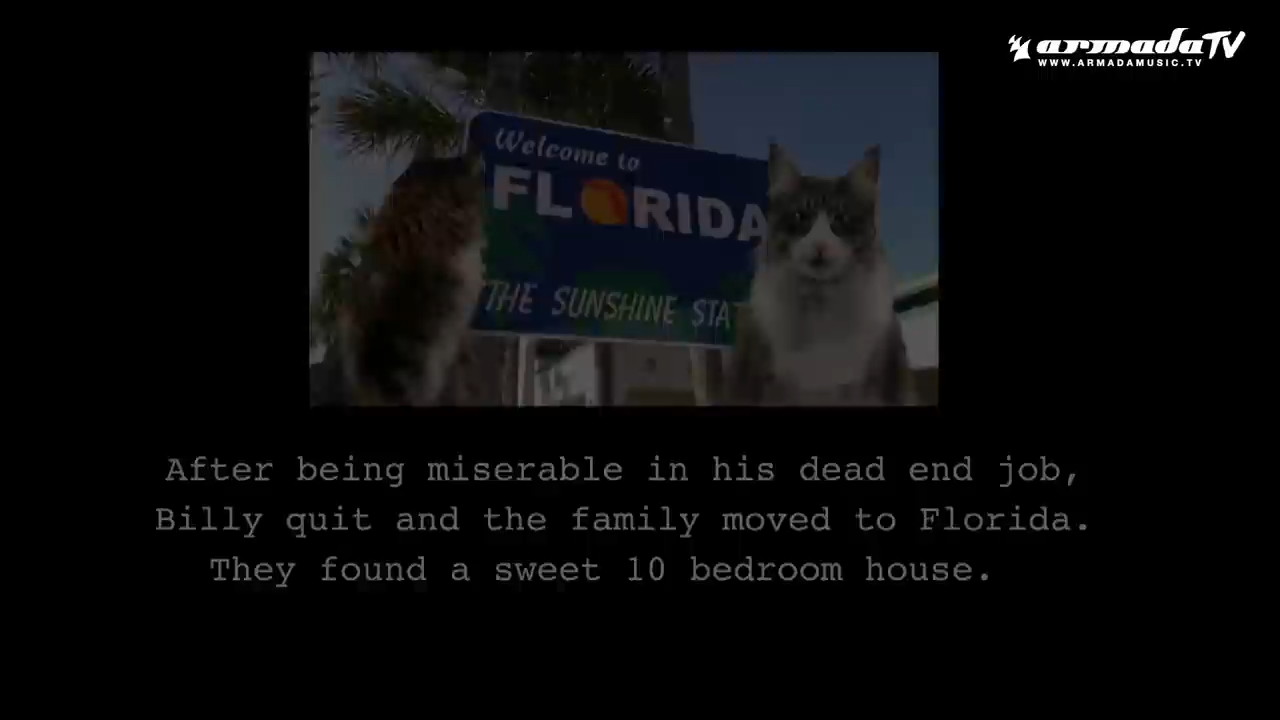 armadaTV
WWW.ARMADAMUSIC.TV
Welcome to
FLORIDA
THE SUNSHINE STAT
After being miserable in his dead end job,
Billy quit and the family moved to Florida.
They found a sweet 10 bedroom house.